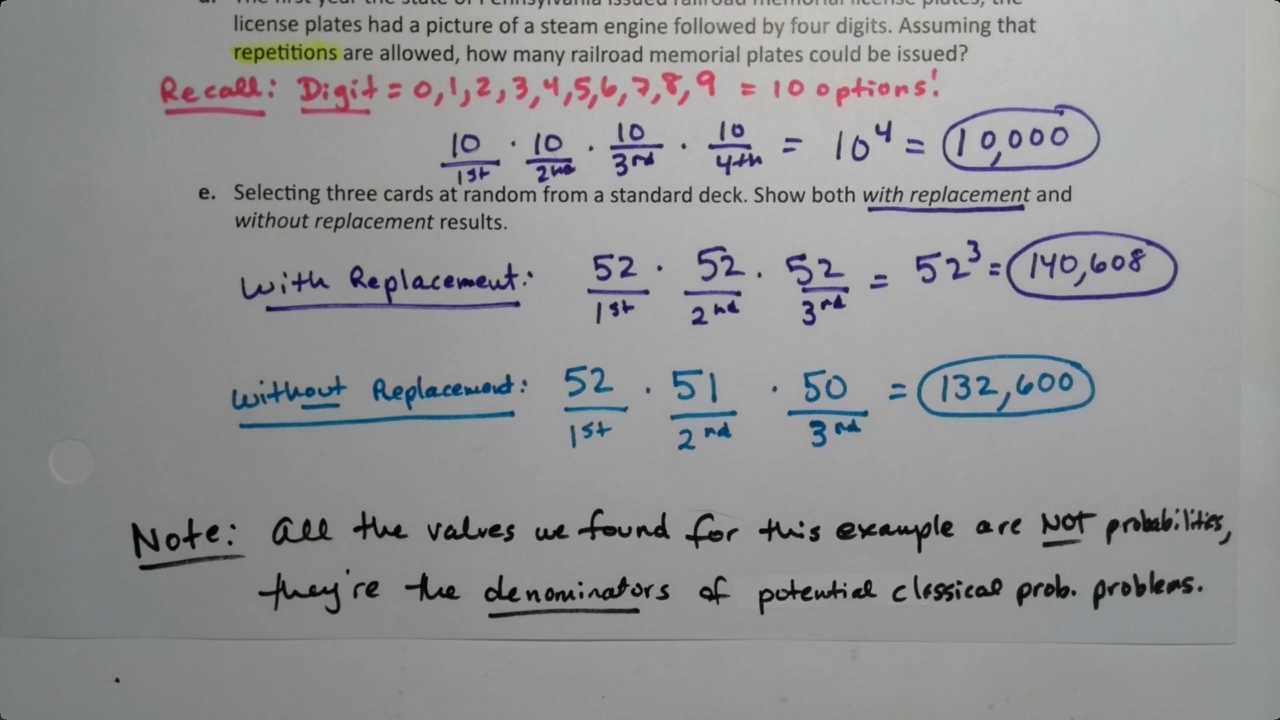 license plates had a picture of a steam engine followed by four digits. Assuming that
repetitions are allowed, how many railroad memorial plates could be issued?
Recall: Digit = 0,1,2,3,4,5,6,7,8,9 = 10 options!
10 · 10 · 10 · 10 = 10⁴ = 10,000
1st 2nd 3rd 4th
e. Selecting three cards at random from a standard deck. Show both with replacement and
without replacement results.
With Replacement: 52 · 52 · 52 = 52³ = 140,608
1st 2nd 3rd
Without Replacement: 52 · 51 · 50 = 132,600
1st 2nd 3rd
Note: All the values we found for this example are NOT probabilities,
they're the denominators of potential classical prob. problems.